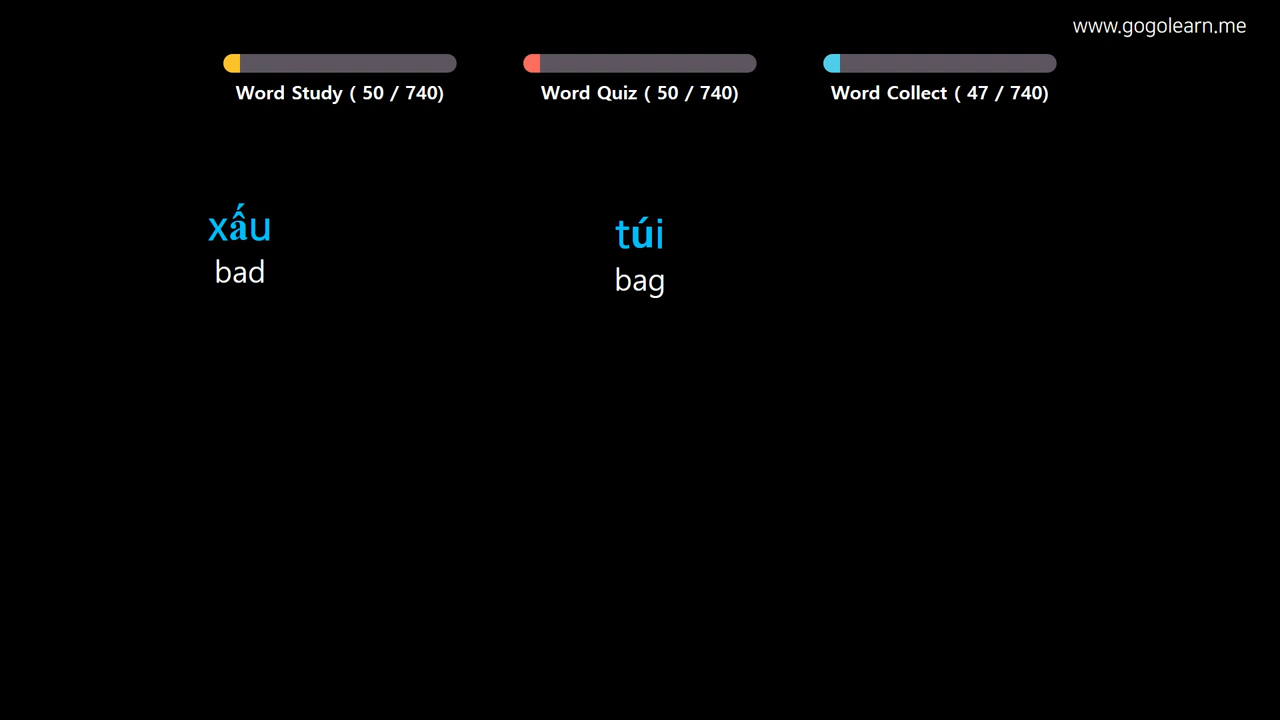 www.gogolearn.me
Word Study ( 50 / 740)
Word Quiz ( 50 / 740)
Word Collect ( 47 / 740)
xấu
bad
túi
bag